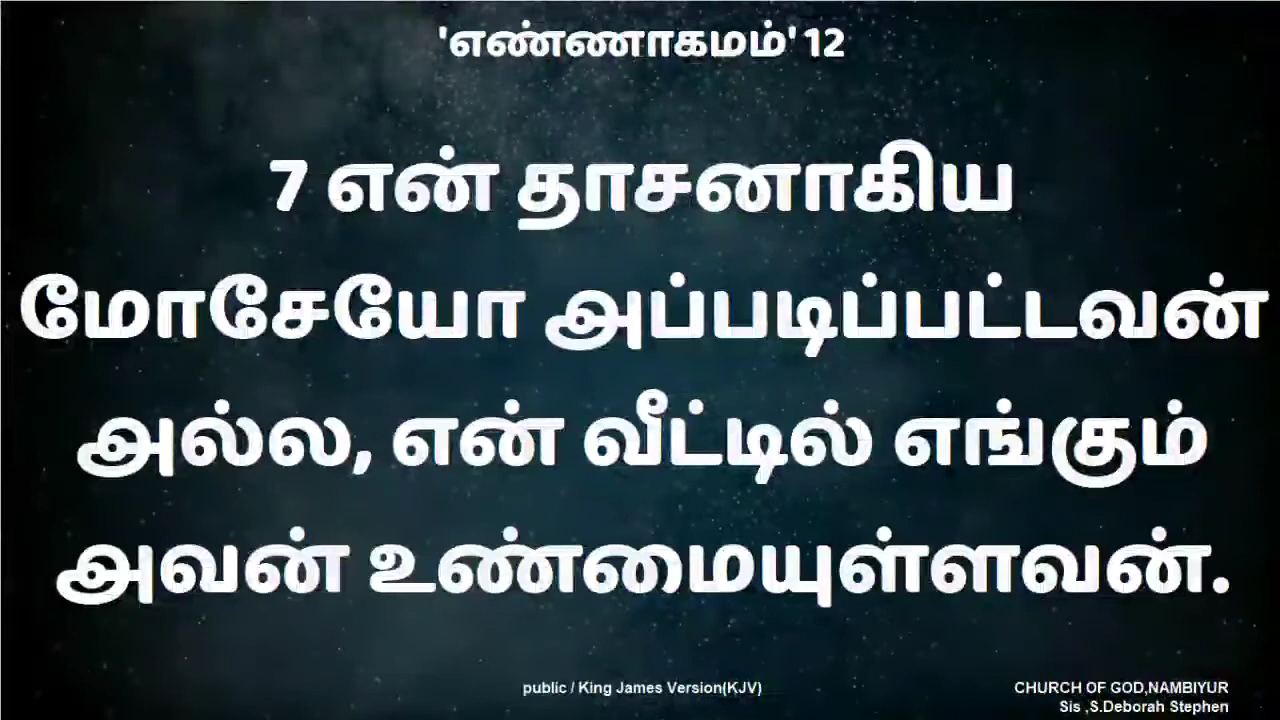 'எண்ணாகமம்' 12
7 என் தாசனாகிய
மோசேயோ அப்படிப்பட்டவன்
அல்ல, என் வீட்டில் எங்கும்
அவன் உண்மையுள்ளவன்.
public / King James Version(KJV)
CHURCH OF GOD,NAMBIYUR
Sis ,S.Deborah Stephen